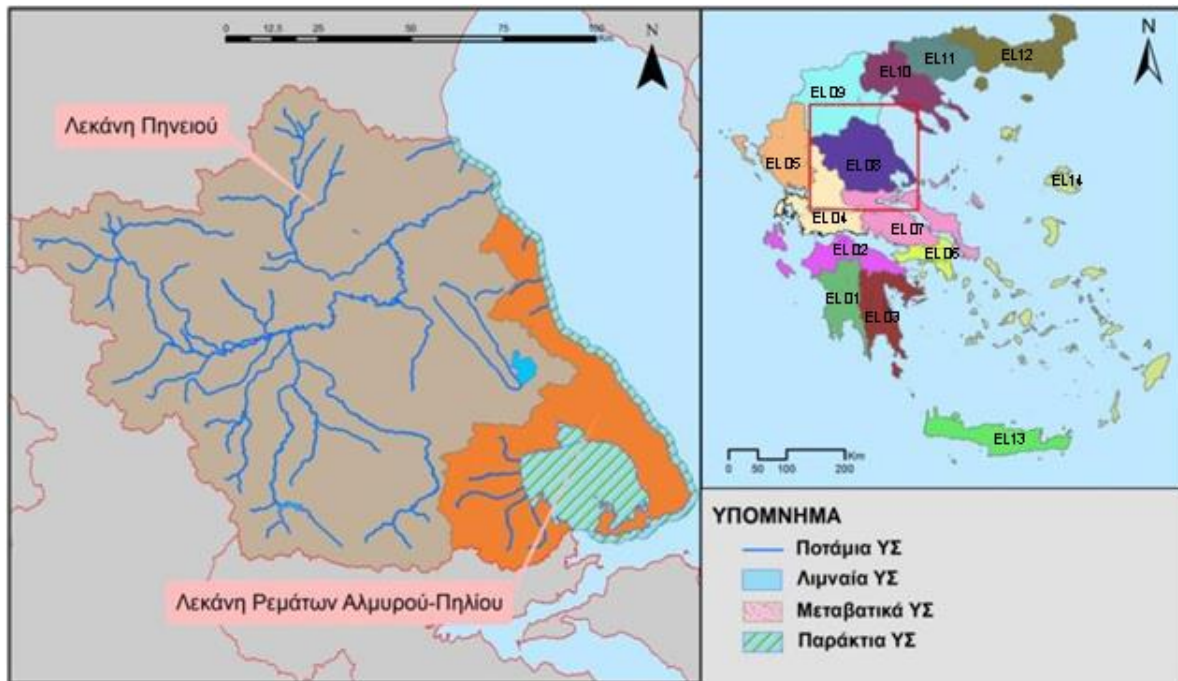 0 12,5 25 50 75 100
Km
N
Λεκάνη Πηνειού
Λεκάνη Ρεμάτων Αλμυρού-Πηλίου
N
EL12
EL11
EL10
EL09
EL05
EL08
EL14
EL04
EL07
EL02
EL06
EL01
EL03
EL13
Km
0 50 100 200
ΥΠΟΜΝΗΜΑ
Ποτάμια ΥΣ
Λιμναία ΥΣ
Μεταβατικά ΥΣ
Παράκτια ΥΣ